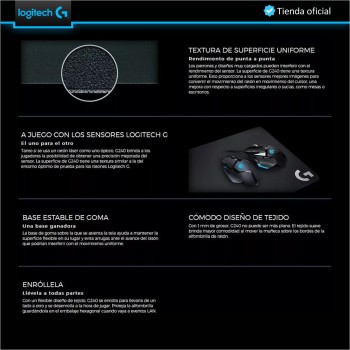 logitech G
Tienda oficial
TEXTURA DE SUPERFICIE UNIFORME
Rendimiento de punta a punta
Los patrones y diseños muy cargados pueden interferir con el
rendimiento del sensor. La superficie de G240 tiene una textura
uniforme. Esto proporciona a los sensores mejores imágenes para
convertir el movimiento del ratón en movimiento del cursor, una
mejora con respecto a superficies irregulares o sucias, como mesas o
escritorios.
A JUEGO CON LOS SENSORES LOGITECH G
El uno para el otro
Tanto si se usa un ratón láser como uno óptico, G240 brinda a los
jugadores la posibilidad de obtener una precisión mejorada del
sensor. La superficie de G240 tiene una textura similar a la del
entorno óptimo de prueba para los ratones Logitech G.
G
BASE ESTABLE DE GOMA
Una base ganadora
La base de goma sobre la que se asienta la tela ayuda a mantener la
superficie flexible en su lugar y evita arrugas en el avance del ratón
que podrían interferir con el movimiento uniforme.
CÓMODO DISEÑO DE TEJIDO
Con 1 mm de grosor, G240 no puede ser más plana. El tejido suave
brinda mayor comodidad al mover la muñeca sobre los bordes de la
alfombrilla de ratón.
ENRÓLLELA
Llévela a todas partes
Con un flexible diseño de tejido, G240 se enrolla para llevarla de un
lado a otro y se desenrolla a la hora de jugar. Proteja la alfombrilla
guardándola en el embalaje hexagonal cuando vaya a eventos LAN.